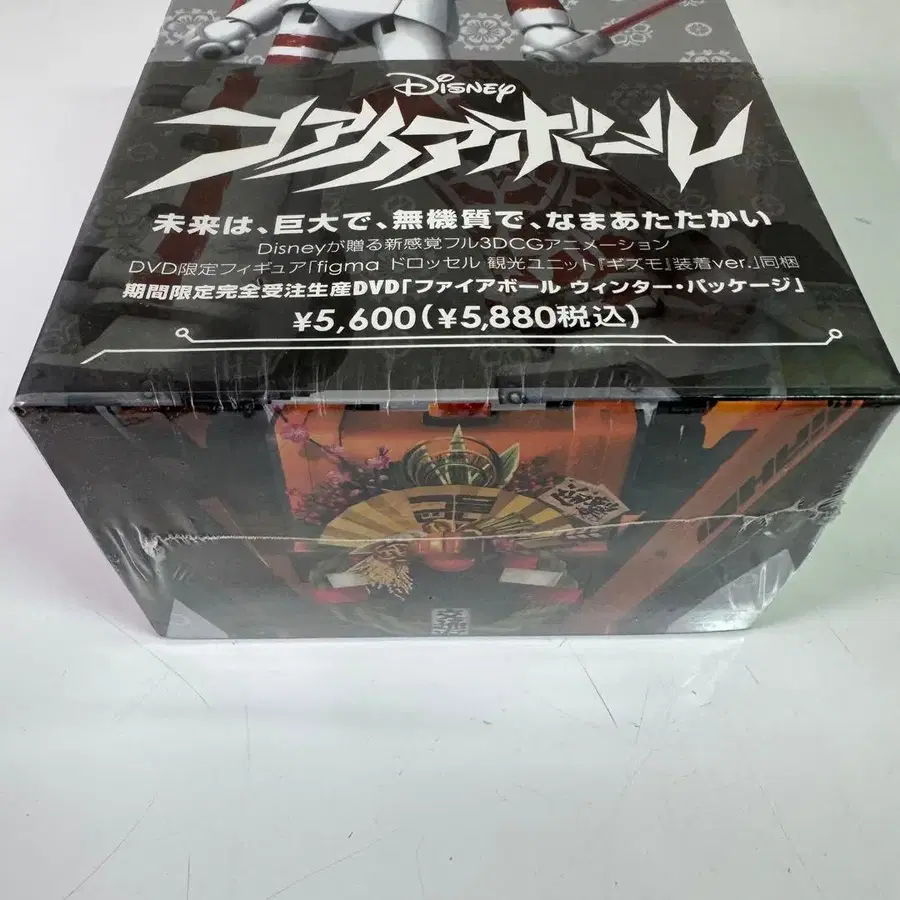 Disney
ファイアボール
未来は、巨大で、無機質で、なまあたたかい
Disneyが贈る新感覚フル3DCGアニメーション
DVD限定フィギュア「figma ドロッセル 観光ユニット『ギズモ』装着ver.」同梱
期間限定完全受注生産DVD「ファイアボール ウィンター・パッケージ」
¥5,600(¥5,880税込)